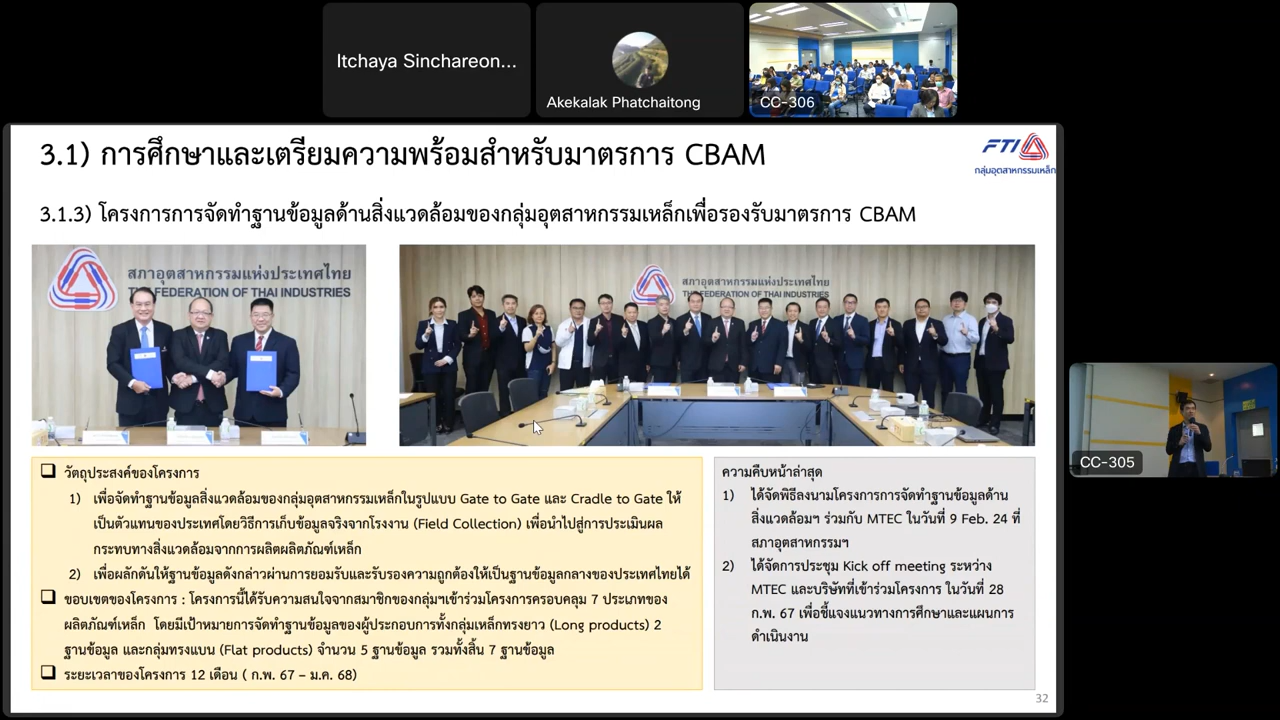 Itchaya Sinchareon...
Akekalak Phatchaitong
CC-306
3.1) การศึกษาและเตรียมความพร้อมสำหรับมาตรการ CBAM
FTI
กลุ่มอุตสาหกรรมเหล็ก
3.1.3) โครงการการจัดทำฐานข้อมูลด้านสิ่งแวดล้อมของกลุ่มอุตสาหกรรมเหล็กเพื่อรองรับมาตรการ CBAM
สภาอุตสาหกรรมแห่งประเทศไทย
THE FEDERATION OF THAI INDUSTRIES
สภาอุตสาหกรรมแห่งประเทศไทย
THE FEDERATION OF THAI INDUSTRIES
CC-305
❑ วัตถุประสงค์ของโครงการ
1) เพื่อจัดทำฐานข้อมูลสิ่งแวดล้อมของกลุ่มอุตสาหกรรมเหล็กในรูปแบบ Gate to Gate และ Cradle to Gate ให้
เป็นตัวแทนของประเทศโดยวิธีการเก็บข้อมูลจริงจากโรงงาน (Field Collection) เพื่อนำไปสู่การประเมินผล
กระทบทางสิ่งแวดล้อมจากการผลิตผลิตภัณฑ์เหล็ก
2) เพื่อผลักดันให้ฐานข้อมูลดังกล่าวผ่านการยอมรับและรับรองความถูกต้องให้เป็นฐานข้อมูลกลางของประเทศไทยได้
❑ ขอบเขตของโครงการ : โครงการนี้ได้รับความสนใจจากสมาชิกของกลุ่มฯเข้าร่วมโครงการครอบคลุม 7 ประเภทของ
ผลิตภัณฑ์เหล็ก โดยมีเป้าหมายการจัดทำฐานข้อมูลของผู้ประกอบการทั้งกลุ่มเหล็กทรงยาว (Long products) 2
ฐานข้อมูล และกลุ่มทรงแบน (Flat products) จำนวน 5 ฐานข้อมูล รวมทั้งสิ้น 7 ฐานข้อมูล
❑ ระยะเวลาของโครงการ 12 เดือน ( ก.พ. 67 – ม.ค. 68)
ความคืบหน้าล่าสุด
1) ได้จัดพิธีลงนามโครงการการจัดทำฐานข้อมูลด้าน
สิ่งแวดล้อมฯ ร่วมกับ MTEC ในวันที่ 9 Feb. 24 ที่
สภาอุตสาหกรรมฯ
2) ได้จัดการประชุม Kick off meeting ระหว่าง
MTEC และบริษัทที่เข้าร่วมโครงการ ในวันที่ 28
ก.พ. 67 เพื่อชี้แจงแนวทางการศึกษาและแผนการ
ดำเนินงาน
32